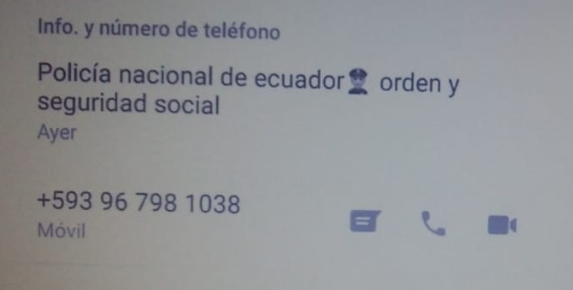 Info. y número de teléfono
Policía nacional de ecuador👮 orden y
seguridad social
Ayer
+593 96 798 1038
Móvil